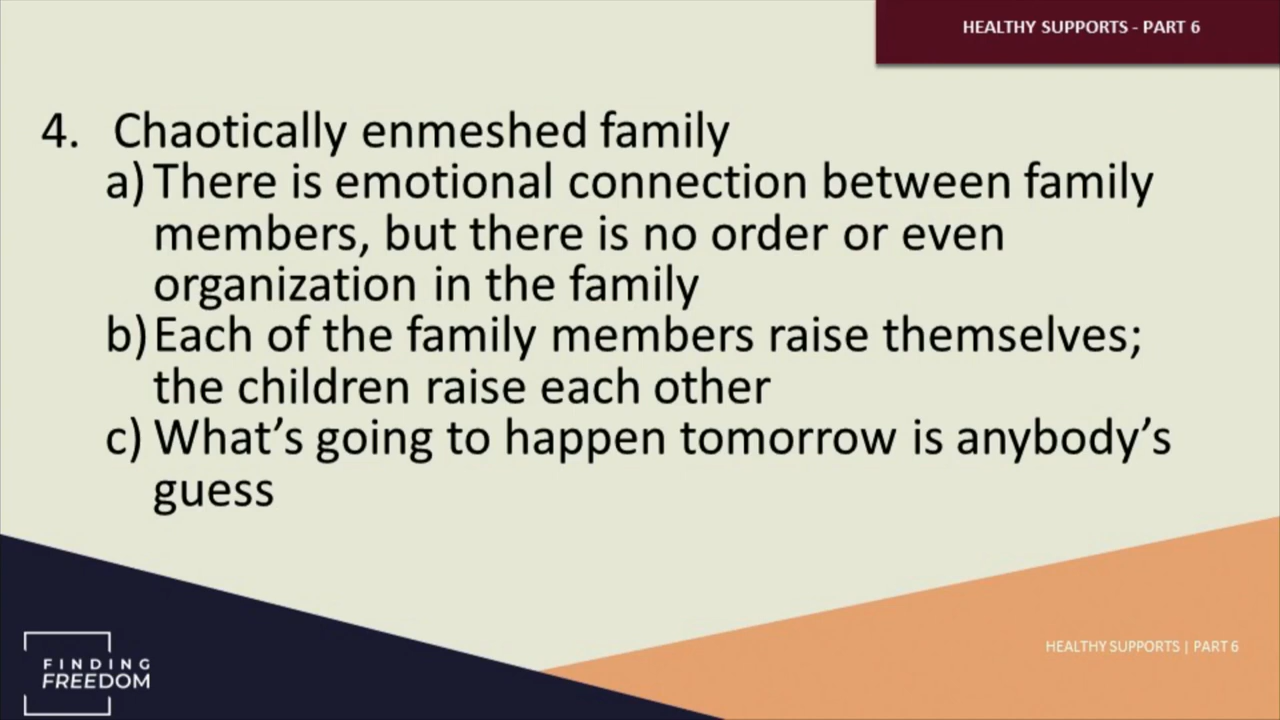 HEALTHY SUPPORTS - PART 6
4. Chaotically enmeshed family
a) There is emotional connection between family
members, but there is no order or even
organization in the family
b) Each of the family members raise themselves;
the children raise each other
c) What’s going to happen tomorrow is anybody’s
guess
FINDING
FREEDOM
HEALTHY SUPPORTS | PART 6